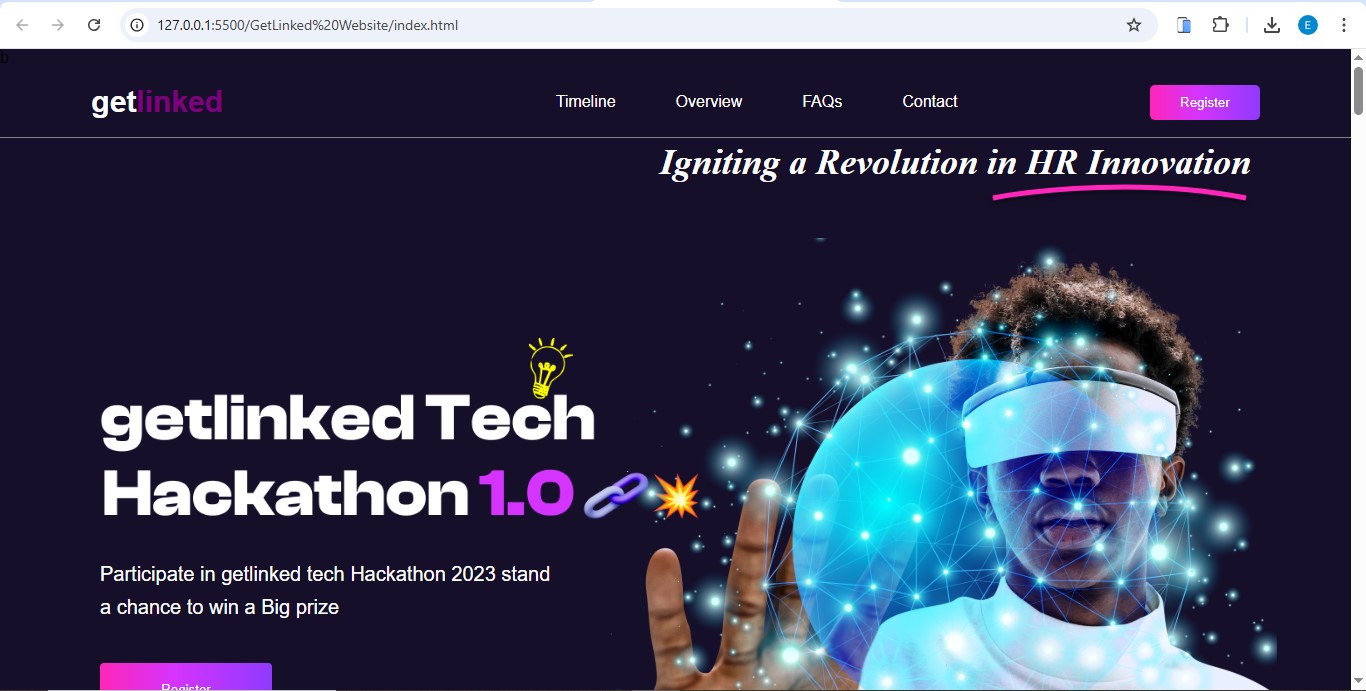 127.0.0.1:5500/GetLinked%20Website/index.html
E
b
getlinked
Timeline
Overview
FAQs
Contact
Register
Igniting a Revolution in HR Innovation
getlinked Tech
Hackathon 1.0
Participate in getlinked tech Hackathon 2023 stand
a chance to win a Big prize
Register